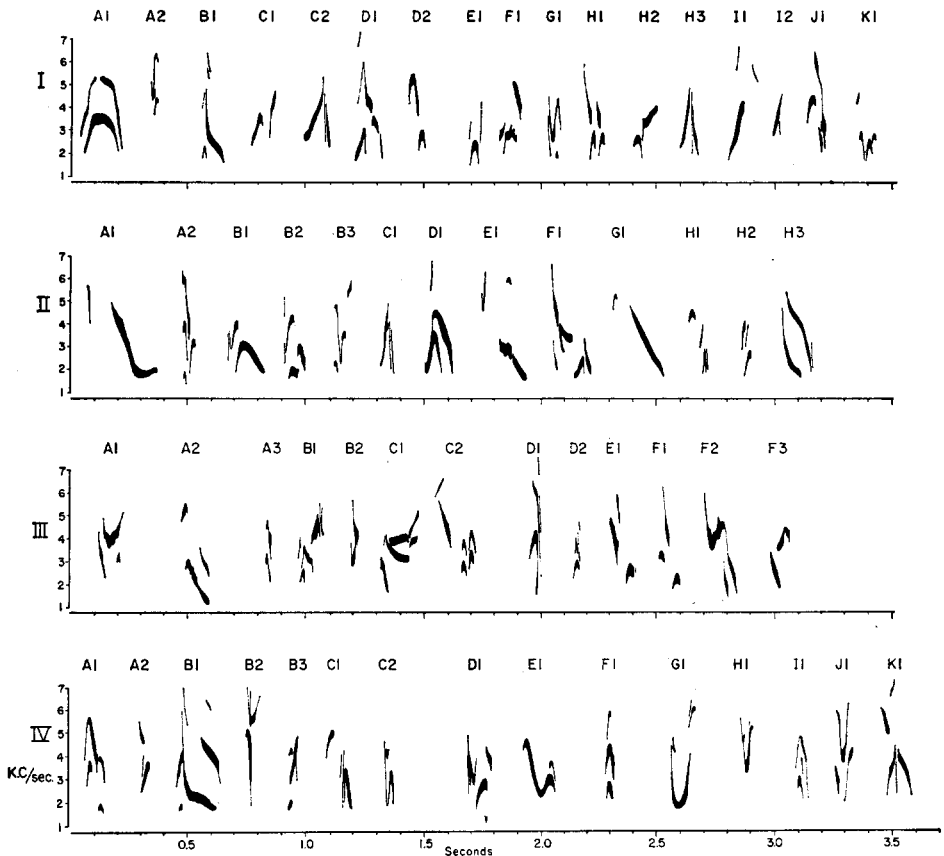 A1 A2 B1 C1 C2 D1 D2 E1 F1 G1 H1 H2 H3 I1 I2 J1 K1
I
7
6
5
4
3
2
1
A1 A2 B1 B2 B3 C1 D1 E1 F1 G1 H1 H2 H3
II
7
6
5
4
3
2
1
A1 A2 A3 B1 B2 C1 C2 D1 D2 E1 F1 F2 F3
III
7
6
5
4
3
2
1
A1 A2 B1 B2 B3 C1 C2 D1 E1 F1 G1 H1 I1 J1 K1
IV
K.C/sec.
7
6
5
4
3
2
1
0.5 1.0 1.5 2.0 2.5 3.0 3.5
Seconds